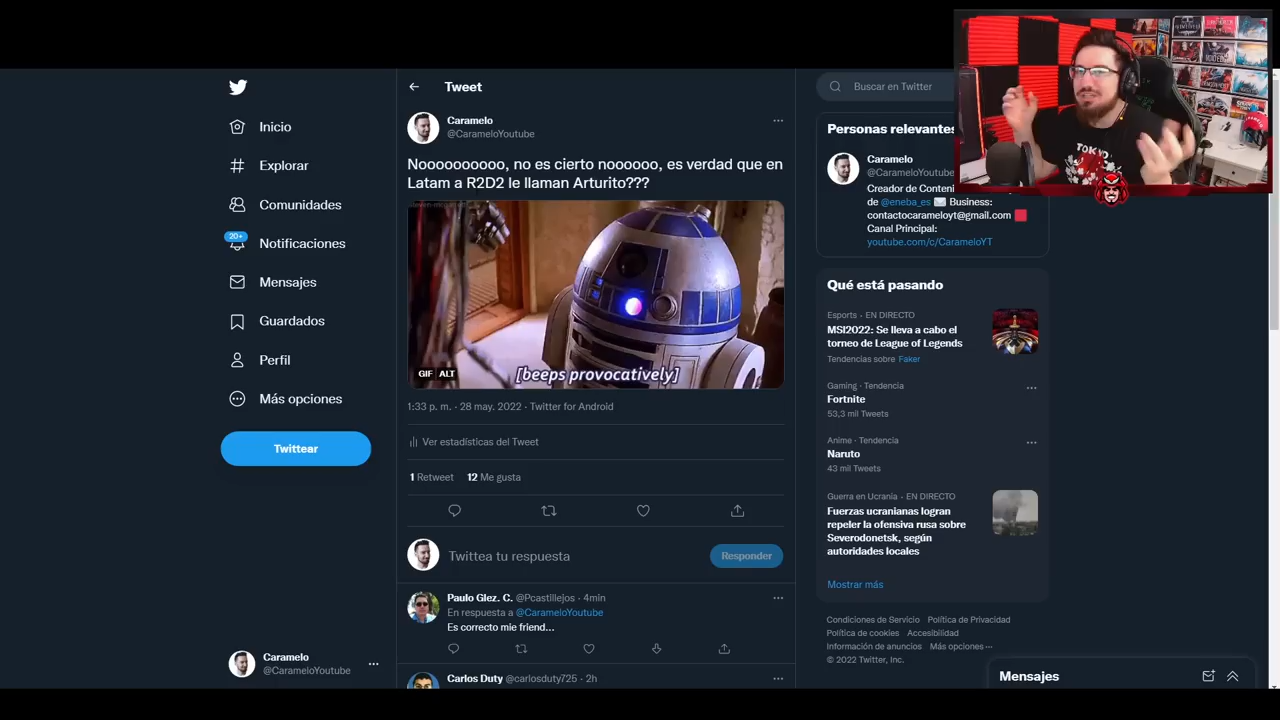 Inicio
Explorar
Comunidades
20+
Notificaciones
Mensajes
Guardados
Perfil
Más opciones
Twittear
Caramelo
@CarameloYoutube
Tweet
Caramelo
@CarameloYoutube
Noooooooooo, no es cierto noooooo, es verdad que en
Latam a R2D2 le llaman Arturito???
GIF ALT
[beeps provocatively]
1:33 p. m. · 28 may. 2022 · Twitter for Android
Ver estadísticas del Tweet
1 Retweet 12 Me gusta
Twittea tu respuesta
Responder
Paulo Glez. C. @Pcastillejos · 4min
En respuesta a @CarameloYoutube
Es correcto mie friend...
Carlos Duty @carlosduty725 · 2h
Buscar en Twitter
Personas relevantes
Caramelo
@CarameloYoutube
Creador de Conteni
de @eneba_es Business:
contactocarameloyt@gmail.com
Canal Principal:
youtube.com/c/CarameloYT
Qué está pasando
Esports · EN DIRECTO
MSI2022: Se lleva a cabo el
torneo de League of Legends
Tendencias sobre Faker
Gaming · Tendencia
Fortnite
53,3 mil Tweets
Anime · Tendencia
Naruto
43 mil Tweets
Guerra en Ucrania · EN DIRECTO
Fuerzas ucranianas logran
repeler la ofensiva rusa sobre
Severodonetsk, según
autoridades locales
Mostrar más
Condiciones de Servicio Política de Privacidad
Política de cookies Accesibilidad
Información de anuncios Más opciones ···
© 2022 Twitter, Inc.
Mensajes
TOKYO